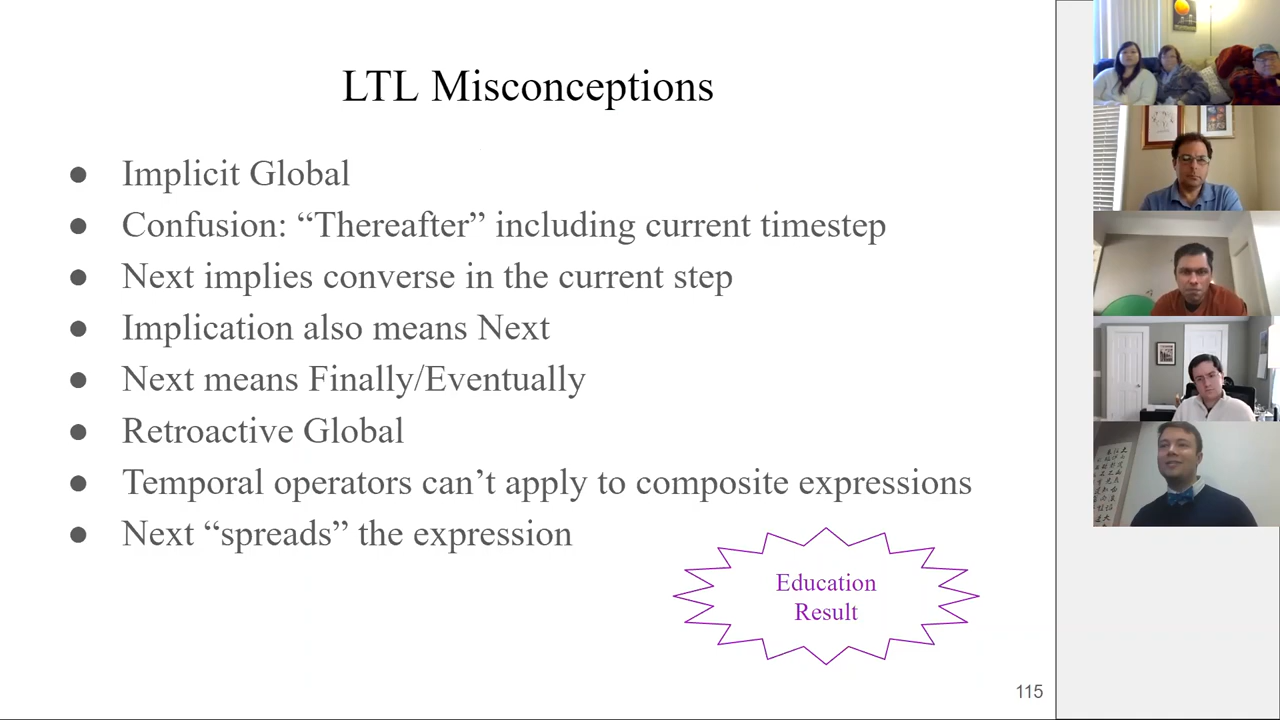 LTL Misconceptions
● Implicit Global
● Confusion: “Thereafter” including current timestep
● Next implies converse in the current step
● Implication also means Next
● Next means Finally/Eventually
● Retroactive Global
● Temporal operators can’t apply to composite expressions
● Next “spreads” the expression
Education
Result
115